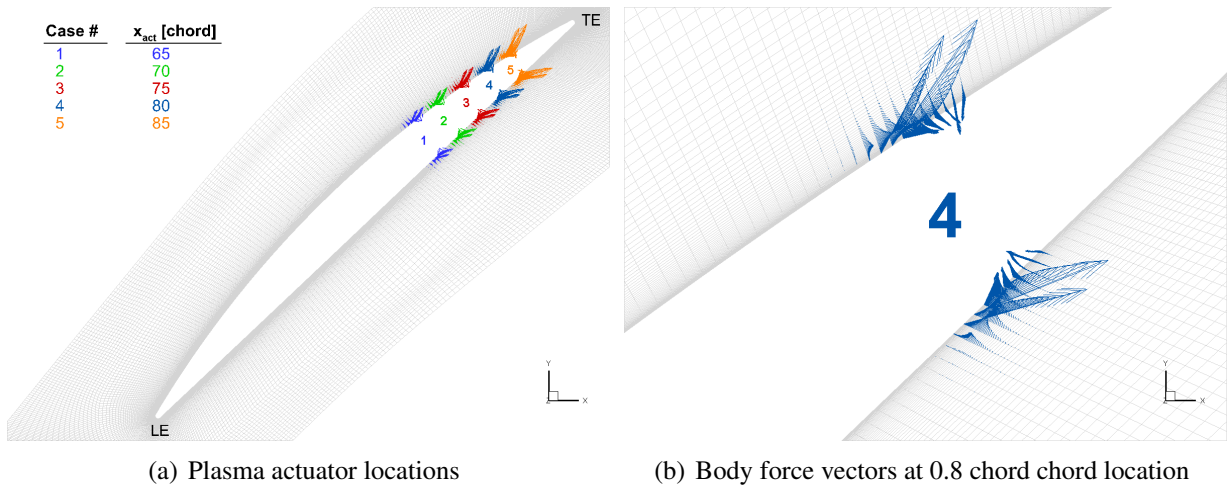 Case # x_act [chord]
1 65
2 70
3 75
4 80
5 85
TE
5
4
3
2
1
LE
Y
Z X
4
Y
Z X
(a) Plasma actuator locations
(b) Body force vectors at 0.8 chord chord location